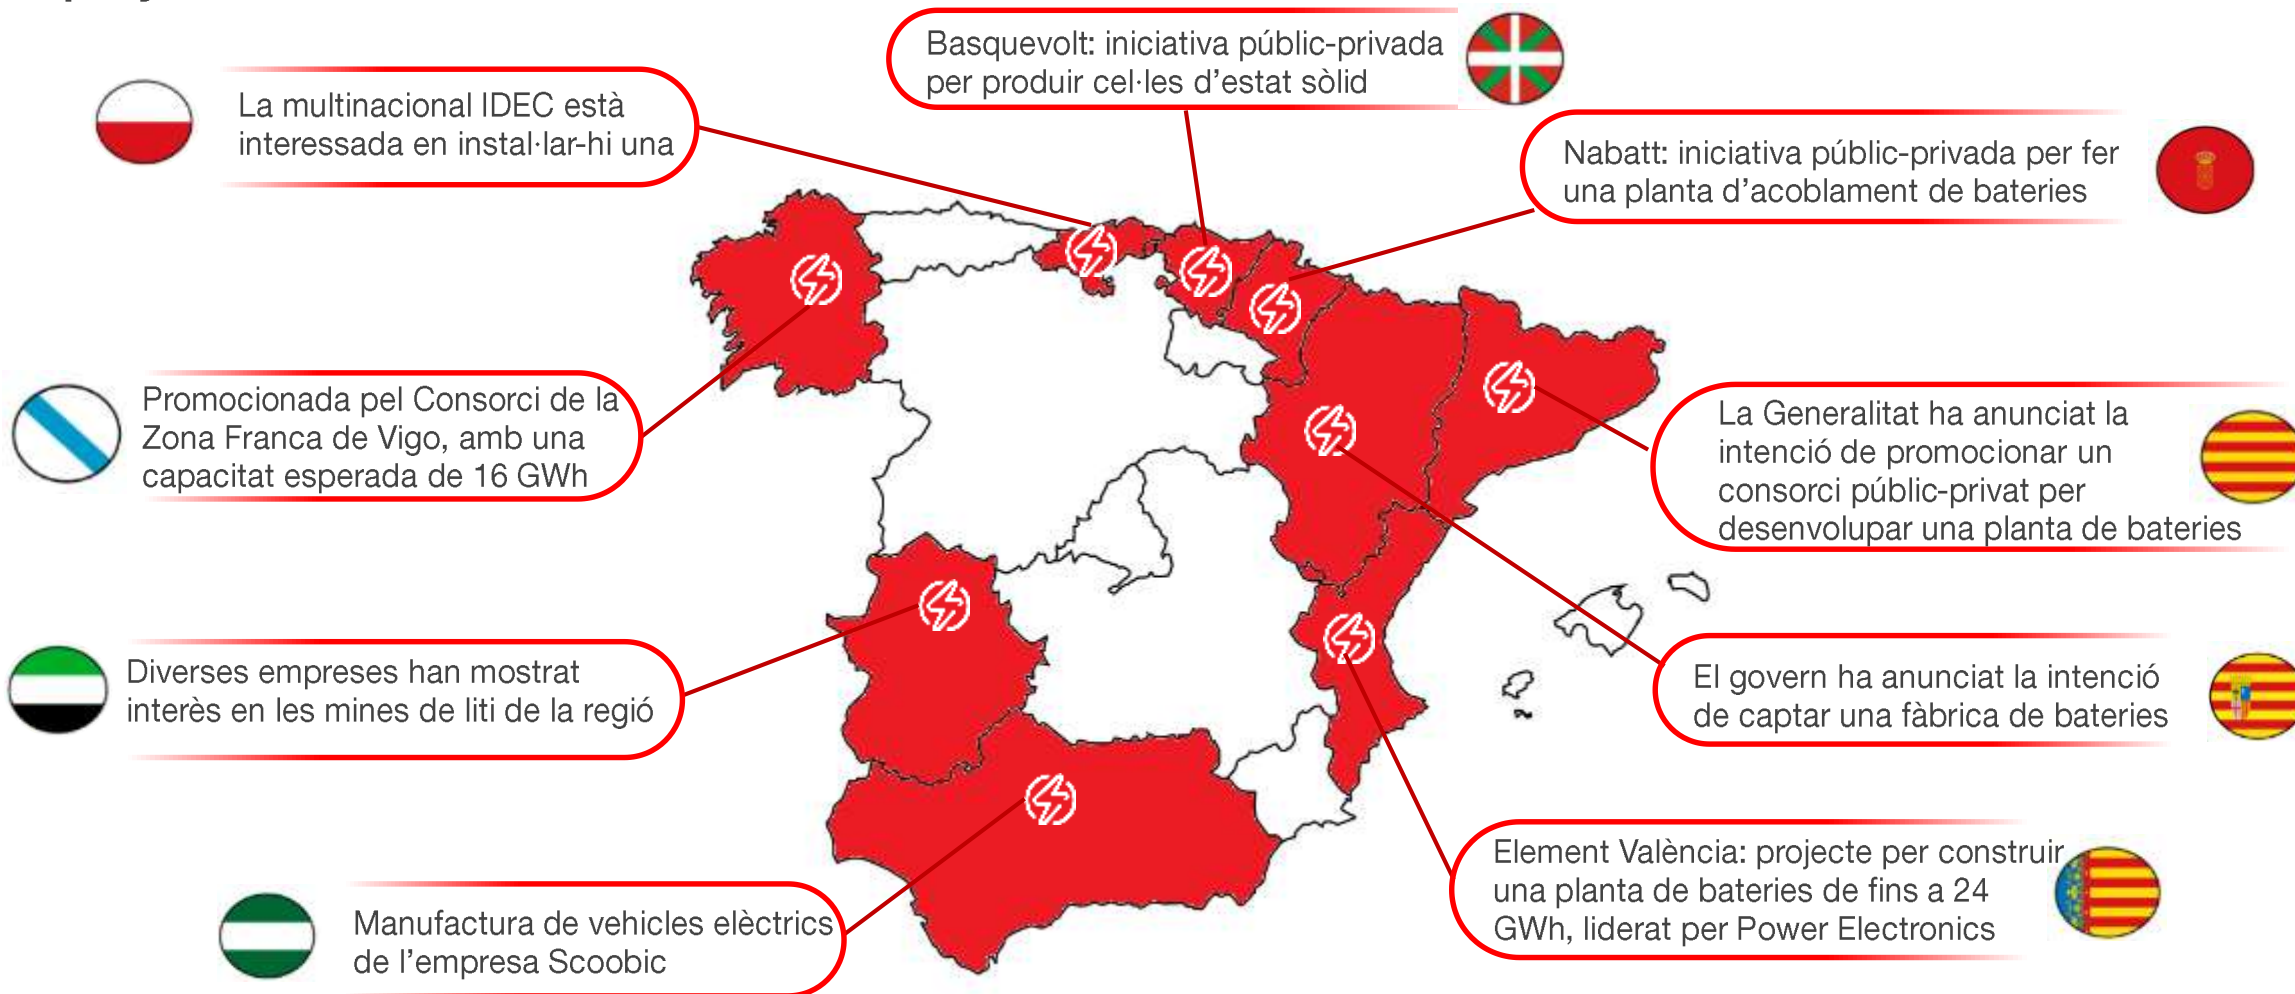 Basquevolt: iniciativa públic-privada
per produir cel·les d'estat sòlid
La multinacional IDEC està
interessada en instal·lar-hi una
Nabatt: iniciativa públic-privada per fer
una planta d'acoblament de bateries
Promocionada pel Consorci de la
Zona Franca de Vigo, amb una
capacitat esperada de 16 GWh
La Generalitat ha anunciat la
intenció de promocionar un
consorci públic-privat per
desenvolupar una planta de bateries
Diverses empreses han mostrat
interès en les mines de liti de la regió
El govern ha anunciat la intenció
de captar una fàbrica de bateries
Element València: projecte per construir
una planta de bateries de fins a 24
GWh, liderat per Power Electronics
Manufactura de vehicles elèctrics
de l'empresa Scoobic